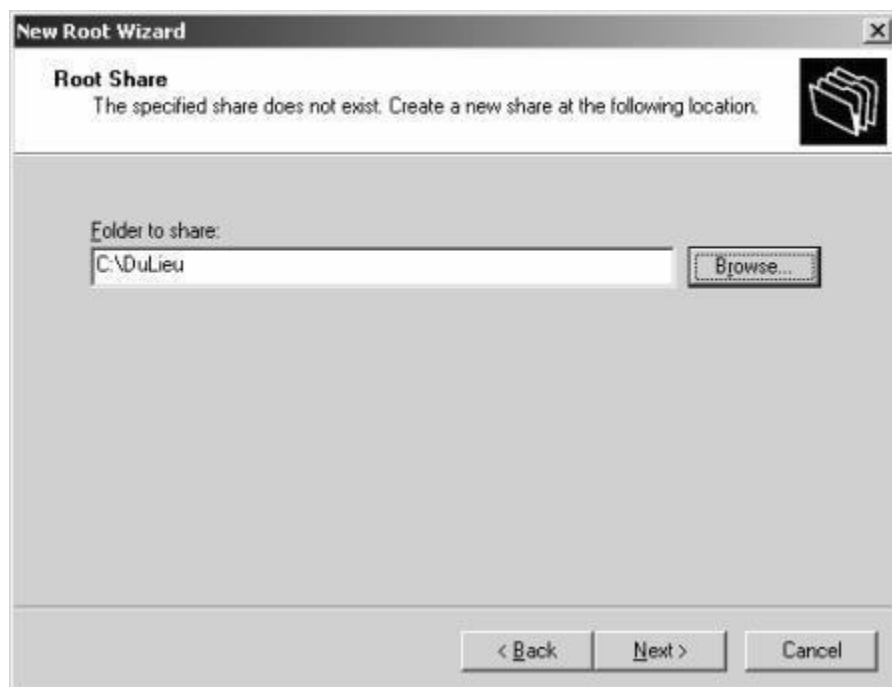 New Root Wizard
Root Share
The specified share does not exist. Create a new share at the following location.
Folder to share:
C:\DuLieu
Browse...
< Back
Next >
Cancel